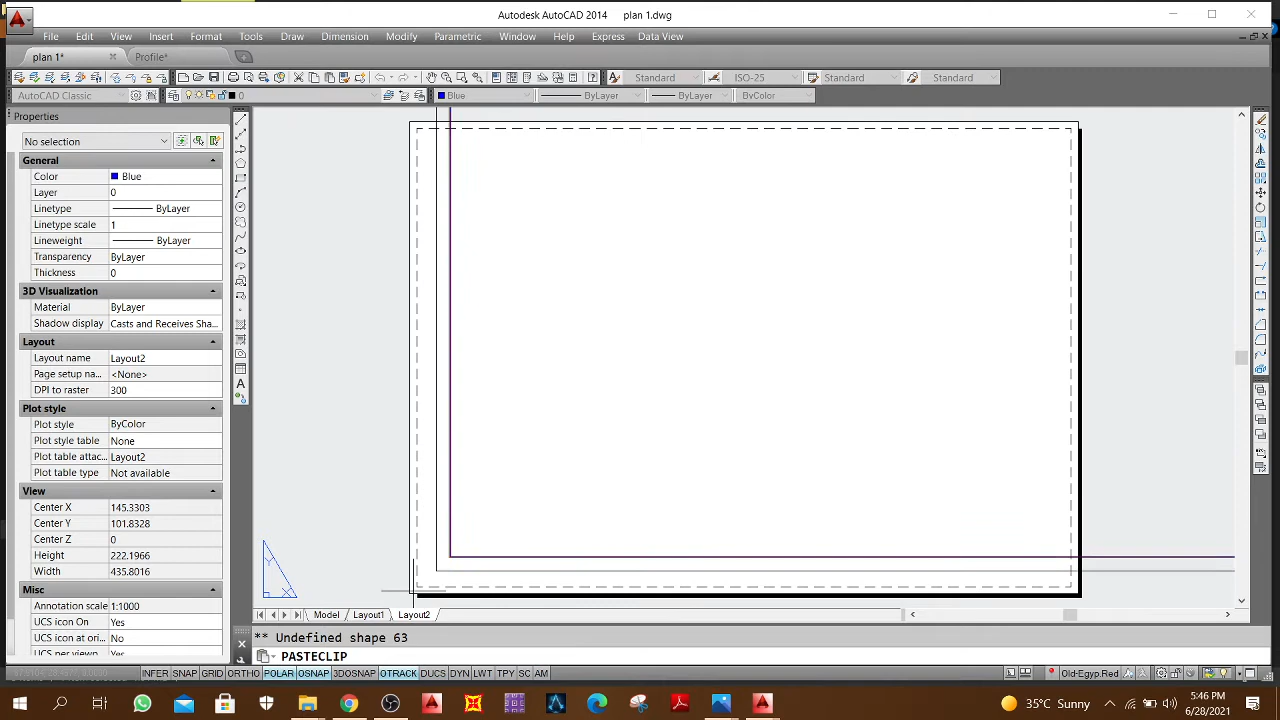 Autodesk AutoCAD 2014 plan 1.dwg
File Edit View Insert Format Tools Draw Dimension Modify Parametric Window Help Express Data View
plan 1* Profile*
Standard ISO-25 Standard Standard
AutoCAD Classic 0 Blue ByLayer ByLayer ByColor
Properties
No selection
General
Color Blue
Layer 0
Linetype ByLayer
Linetype scale 1
Lineweight ByLayer
Transparency ByLayer
Thickness 0
3D Visualization
Material ByLayer
Shadow display Casts and Receives Sha...
Layout
Layout name Layout2
Page setup na... <None>
DPI to raster 300
Plot style
Plot style ByColor
Plot style table None
Plot table attac... Layout2
Plot table type Not available
View
Center X 145.3303
Center Y 101.8328
Center Z 0
Height 222.1966
Width 435.8016
Misc
Annotation scale 1:1000
UCS icon On Yes
UCS icon at ori... No
UCS per viewp... Yes
Y
X
Model Layout1 Layout2
** Undefined shape 63
PASTECLIP
INFER SNAP GRID ORTHO POLAR OSNAP 3DOSNAP OTRACK DUCS DYN LWT TPY SC AM Old-Egyp.Red
35°C Sunny 5:46 PM
6/28/2021